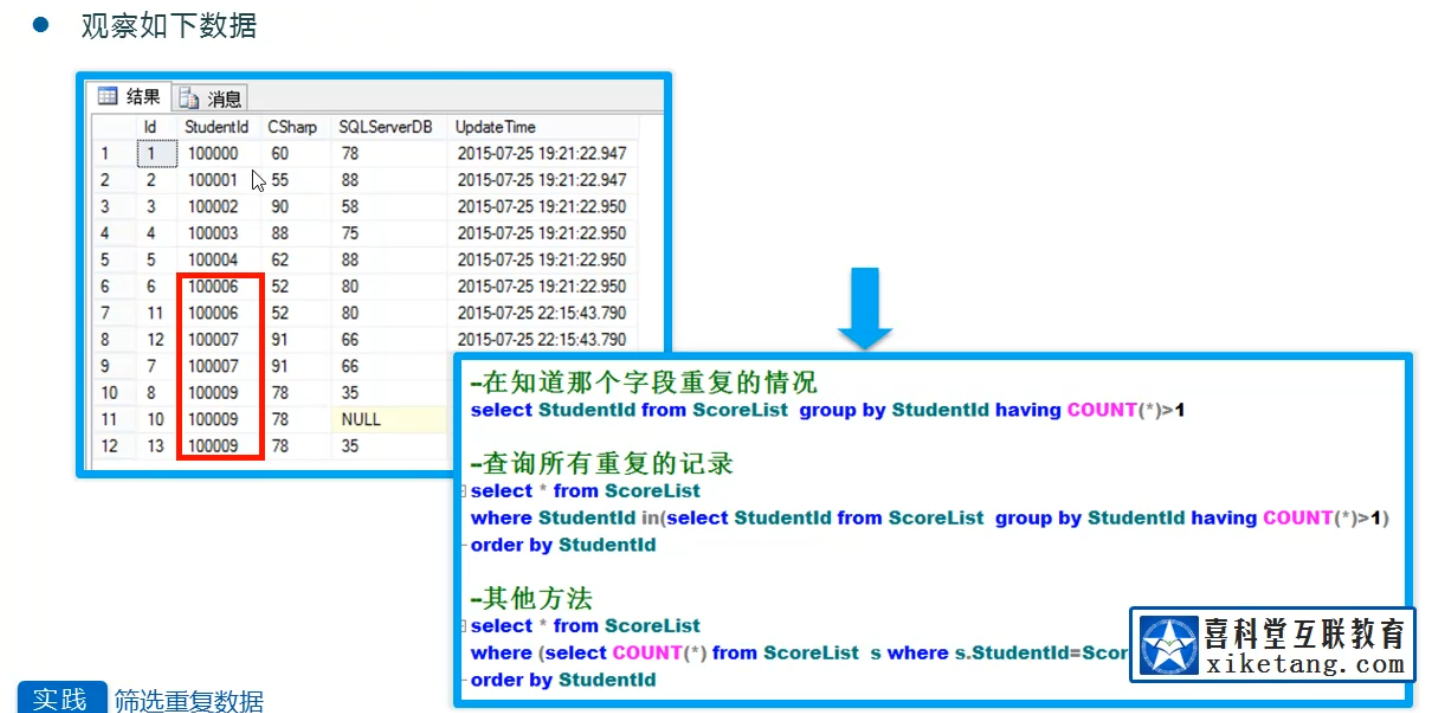 观察如下数据
结果 消息
Id StudentId CSharp SQLServerDB UpdateTime
1 1 100000 60 78 2015-07-25 19:21:22.947
2 2 100001 55 88 2015-07-25 19:21:22.947
3 3 100002 90 58 2015-07-25 19:21:22.950
4 4 100003 88 75 2015-07-25 19:21:22.950
5 5 100004 62 88 2015-07-25 19:21:22.950
6 6 100006 52 80 2015-07-25 19:21:22.950
7 11 100006 52 80 2015-07-25 22:15:43.790
8 12 100007 91 66 2015-07-25 22:15:43.790
9 7 100007 91 66
10 8 100009 78 35
11 10 100009 78 NULL
12 13 100009 78 35
--在知道那个字段重复的情况
select StudentId from ScoreList group by StudentId having COUNT(*)>1
--查询所有重复的记录
select * from ScoreList
where StudentId in(select StudentId from ScoreList group by StudentId having COUNT(*)>1)
order by StudentId
--其他方法
select * from ScoreList
where (select COUNT(*) from ScoreList s where s.StudentId=Scor
order by StudentId
喜科堂互联教育
xiketang.com
实践 筛选重复数据